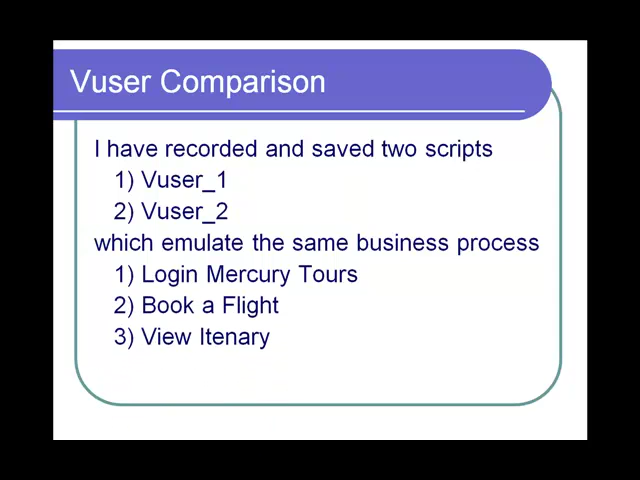 Vuser Comparison
I have recorded and saved two scripts
1) Vuser_1
2) Vuser_2
which emulate the same business process
1) Login Mercury Tours
2) Book a Flight
3) View Itenary